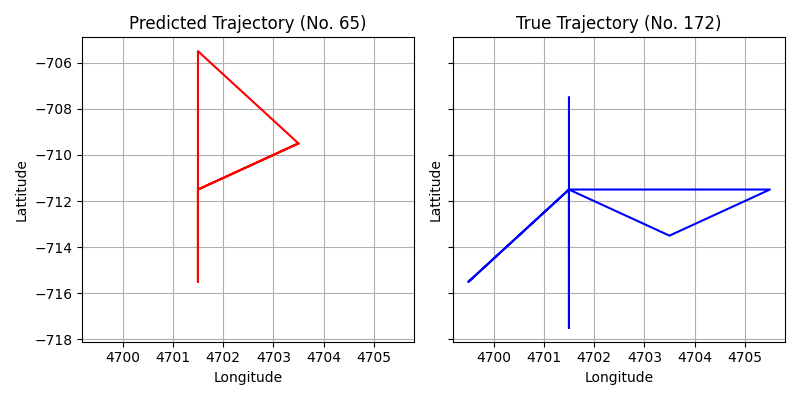 Predicted Trajectory (No. 65)
True Trajectory (No. 172)
Lattitude
−706
−708
−710
−712
−714
−716
−718
4700 4701 4702 4703 4704 4705
Longitude
Lattitude
4700 4701 4702 4703 4704 4705
Longitude